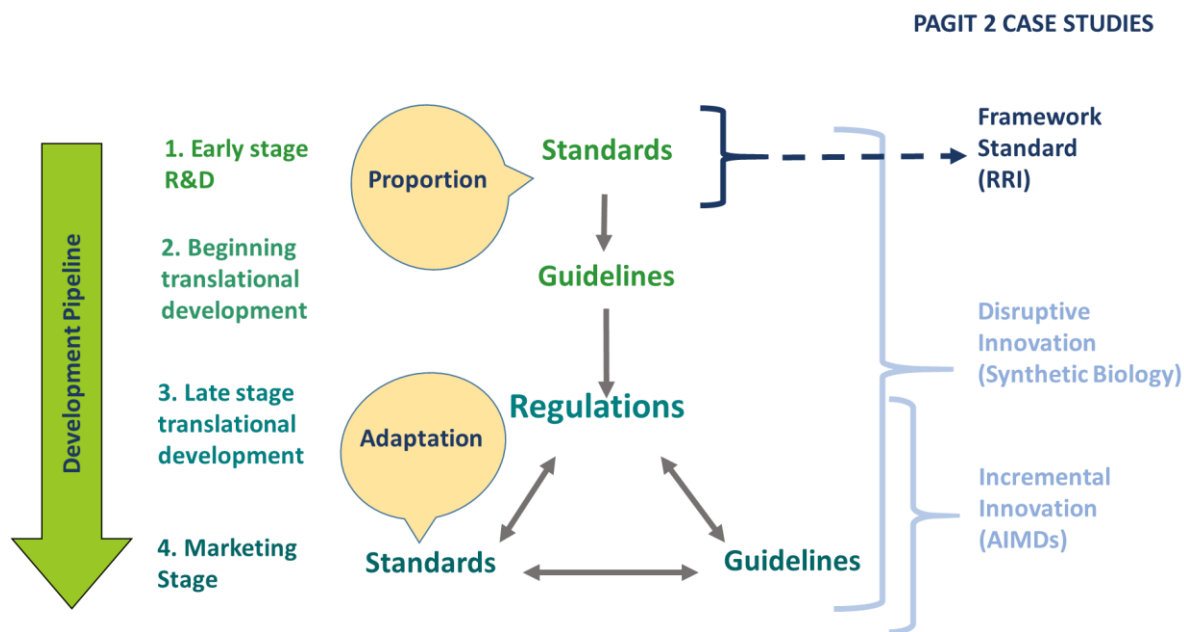 PAGIT 2 CASE STUDIES
Development Pipeline
1. Early stage
R&D
2. Beginning
translational
development
3. Late stage
translational
development
4. Marketing
Stage
Proportion
Standards
Guidelines
Adaptation
Regulations
Standards
Guidelines
Framework
Standard
(RRI)
Disruptive
Innovation
(Synthetic Biology)
Incremental
Innovation
(AIMDs)